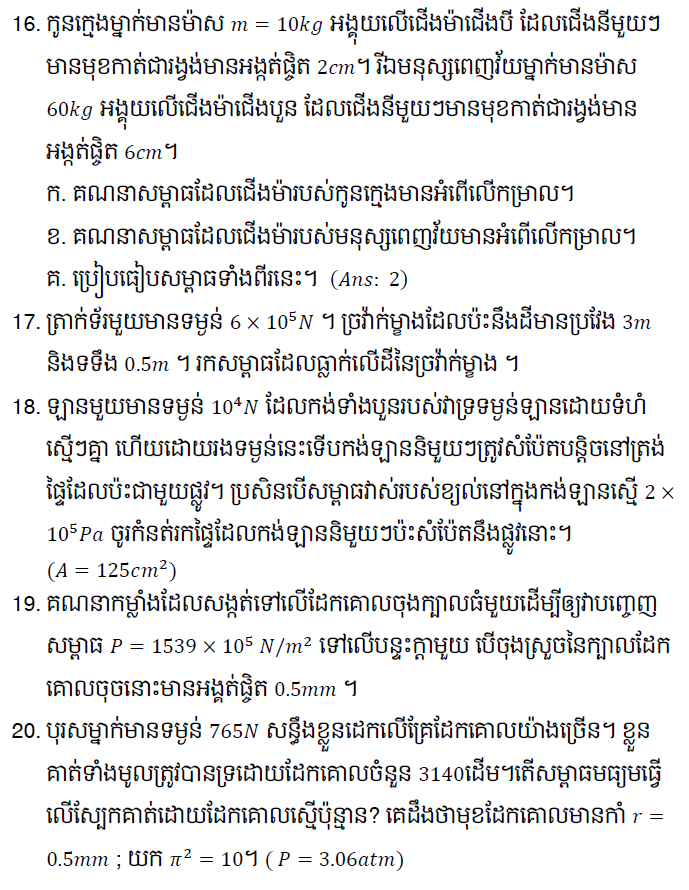 16. កូនក្មេងម្នាក់មានម៉ាស m = 10kg អង្គុយលើជើងម៉ាជើងបី ដែលជើងនីមួយៗ
មានមុខកាត់ជារង្វង់មានអង្កត់ផ្ចិត 2cm។ រីឯមនុស្សពេញវ័យម្នាក់មានម៉ាស
60kg អង្គុយលើជើងម៉ាជើងបួន ដែលជើងនីមួយៗមានមុខកាត់ជារង្វង់មាន
អង្កត់ផ្ចិត 6cm។
ក. គណនាសម្ពាធដែលជើងម៉ារបស់កូនក្មេងមានអំពើលើកម្រាល។
ខ. គណនាសម្ពាធដែលជើងម៉ារបស់មនុស្សពេញវ័យមានអំពើលើកម្រាល។
គ. ប្រៀបធៀបសម្ពាធទាំងពីរនេះ។ (Ans: 2)
17. ត្រាក់ទ័រមួយមានទម្ងន់ 6 × 10⁵N ។ ច្រវ៉ាក់ម្ខាងដែលប៉ះនឹងដីមានប្រវែង 3m
និងទទឹង 0.5m ។ រកសម្ពាធដែលធ្លាក់លើដីនៃច្រវ៉ាក់ម្ខាង ។
18. ឡានមួយមានទម្ងន់ 10⁴N ដែលកង់ទាំងបួនរបស់វាទ្រទម្ងន់ឡានដោយទំហំ
ស្មើៗគ្នា ហើយដោយរងទម្ងន់នេះទើបកង់ឡាននិមួយៗត្រូវសំប៉ែតបន្តិចនៅត្រង់
ផ្ទៃដែលប៉ះជាមួយផ្លូវ។ ប្រសិនបើសម្ពាធវាស់របស់ខ្យល់នៅក្នុងកង់ឡានស្មើ 2 ×
10⁵Pa ចូរកំនត់រកផ្ទៃដែលកង់ឡាននិមួយៗប៉ះសំប៉ែតនឹងផ្លូវនោះ។
(A = 125cm²)
19. គណនាកម្លាំងដែលសង្កត់ទៅលើដែកគោលចុងក្បាលធំមួយដើម្បីឲ្យវាបញ្ចេញ
សម្ពាធ P = 1539 × 10⁵ N/m² ទៅលើបន្ទះក្តាមួយ បើចុងស្រួចនៃក្បាលដែក
គោលចុចនោះមានអង្គត់ផ្ចិត 0.5mm ។
20. បុរសម្នាក់មានទម្ងន់ 765N សន្ធឹងខ្លួនដេកលើគ្រែដែកគោលយ៉ាងច្រើន។ ខ្លួន
គាត់ទាំងមូលត្រូវបានទ្រដោយដែកគោលចំនួន 3140ដើម។តើសម្ពាធមធ្យមធ្វើ
លើស្បែកគាត់ដោយដែកគោលស្មើប៉ុន្មាន? គេដឹងថាមុខដែកគោលមានកាំ r =
0.5mm ; យក π² = 10។ ( P = 3.06atm)